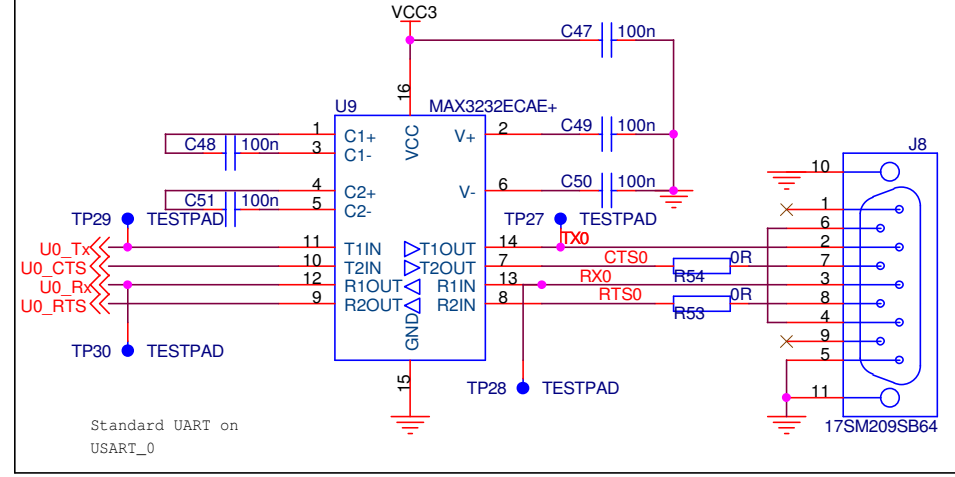 VCC3
C47 100n
16
U9 MAX3232ECAE+
1 C1+ VCC V+ 2 C49 100n
C48 100n 3 C1-
J8
10
4 C2+ V- 6 C50 100n
C51 100n 5 C2-
1
TP29 TESTPAD TP27 TESTPAD
6
TX0
U0_Tx 11 T1IN T1OUT 14 2
U0_CTS 10 T2IN T2OUT 7 CTS0 R54 0R 7
U0_Rx 12 R1OUT R1IN 13 RX0 3
U0_RTS 9 R2OUT R2IN 8 RTS0 R53 0R 8
4
GND
9
TP30 TESTPAD
5
15
TP28 TESTPAD
11
17SM209SB64
Standard UART on
USART_0